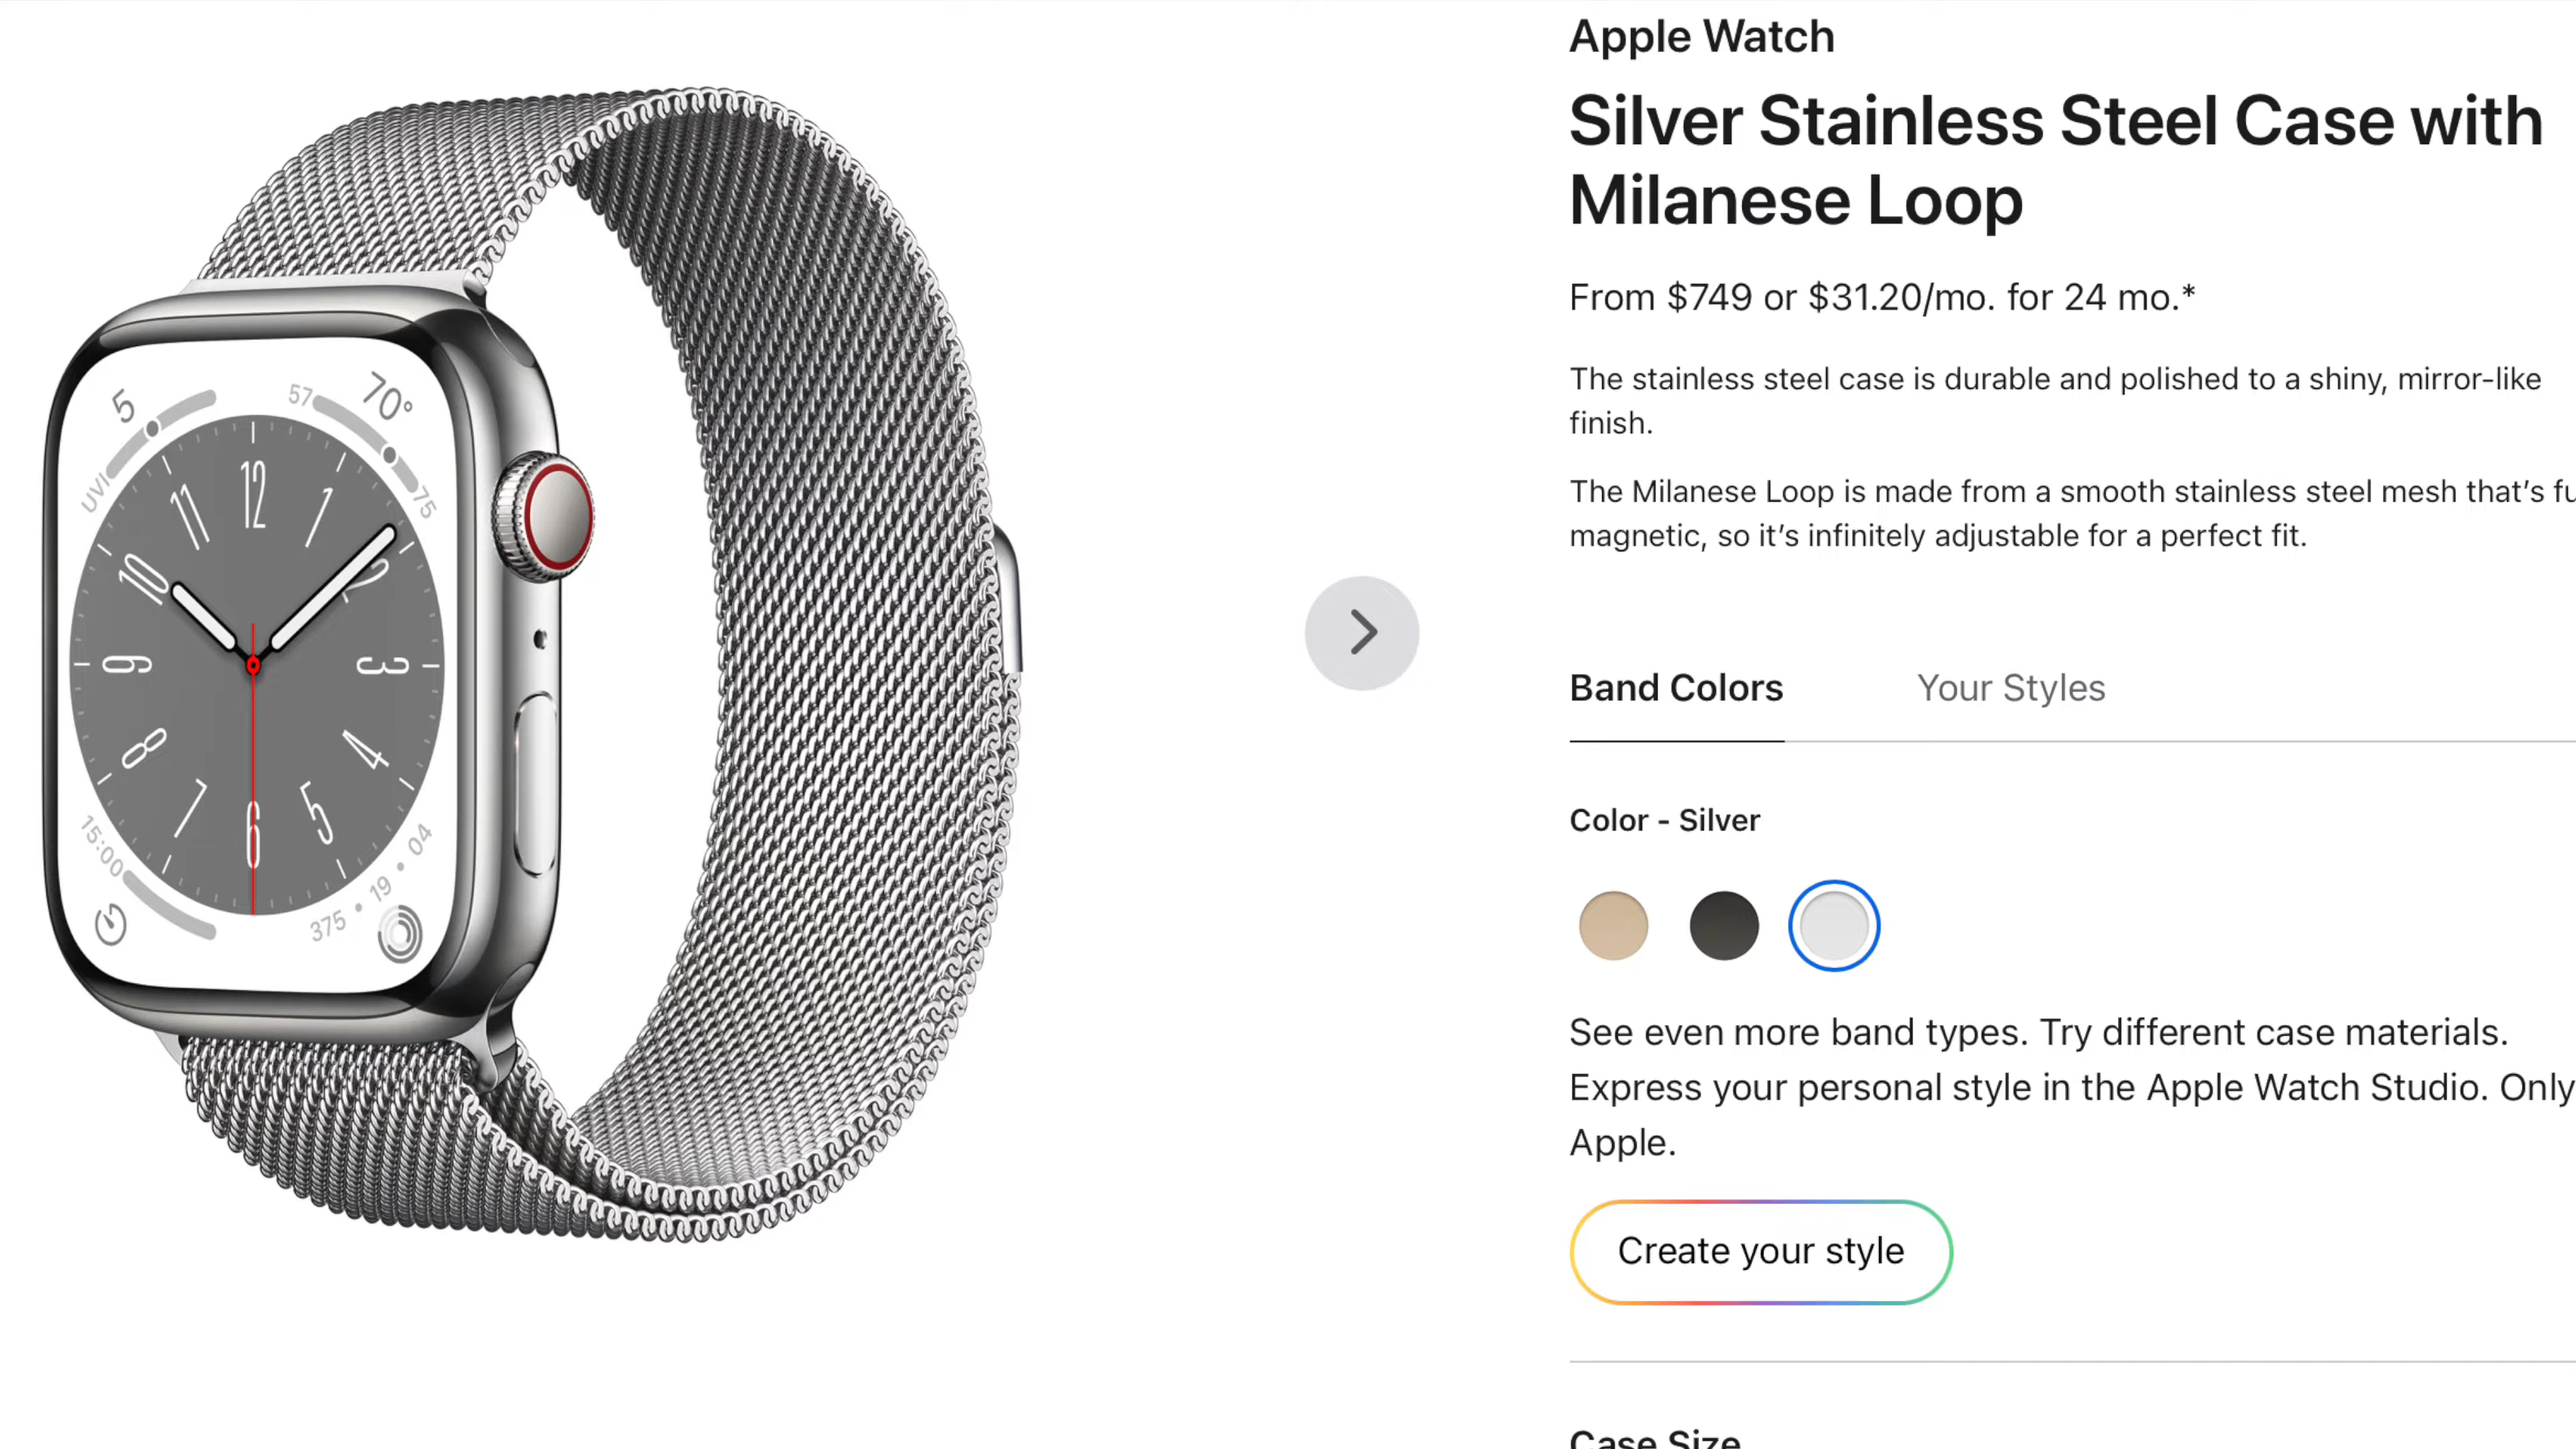 Apple Watch
Silver Stainless Steel Case with
Milanese Loop
From $749 or $31.20/mo. for 24 mo.*
The stainless steel case is durable and polished to a shiny, mirror-like
finish.
The Milanese Loop is made from a smooth stainless steel mesh that’s fu
magnetic, so it’s infinitely adjustable for a perfect fit.
Band Colors
Your Styles
Color - Silver
See even more band types. Try different case materials.
Express your personal style in the Apple Watch Studio. Only
Apple.
Create your style
Case Size
5
UVI
57
70°
75
12
1
2
3
4
5
6
7
8
9
10
11
15:00
375 • 19 • 04